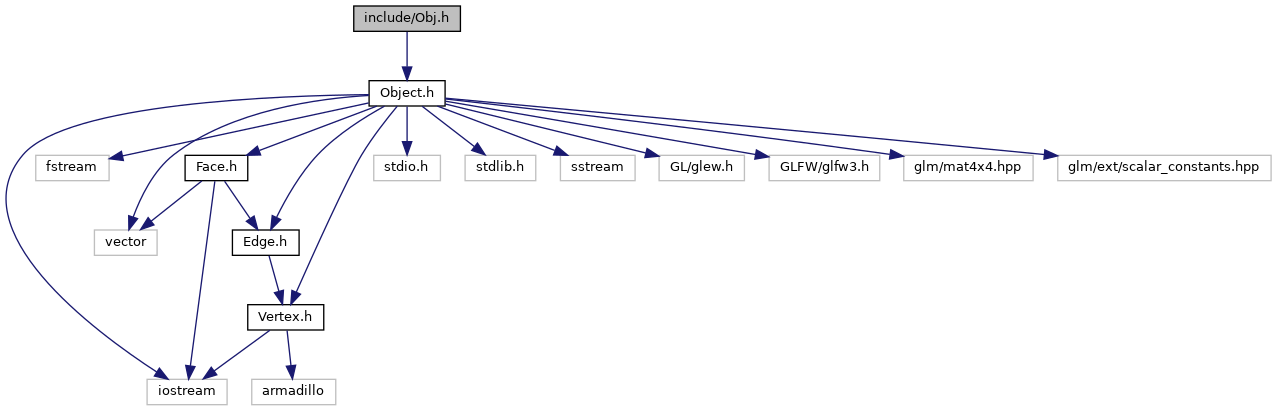 include/Obj.h
Object.h
fstream
Face.h
stdio.h
stdlib.h
sstream
GL/glew.h
GLFW/glfw3.h
glm/mat4x4.hpp
glm/ext/scalar_constants.hpp
vector
Edge.h
Vertex.h
iostream
armadillo